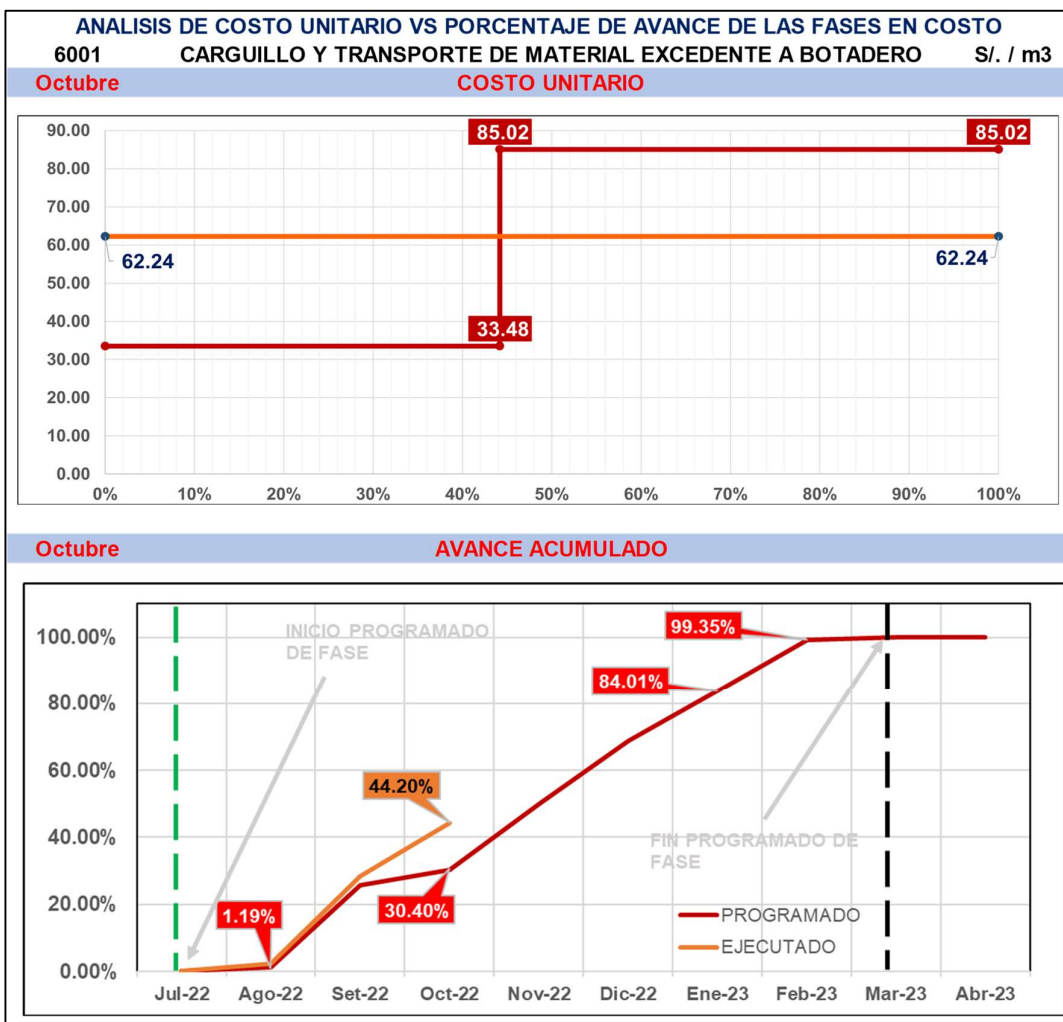 ANALISIS DE COSTO UNITARIO VS PORCENTAJE DE AVANCE DE LAS FASES EN COSTO
6001 CARGUILLO Y TRANSPORTE DE MATERIAL EXCEDENTE A BOTADERO S/. / m3
Octubre COSTO UNITARIO
90.00
85.02 85.02
80.00
70.00
60.00
62.24 62.24
50.00
40.00
33.48
30.00
20.00
10.00
0.00
0% 10% 20% 30% 40% 50% 60% 70% 80% 90% 100%
Octubre AVANCE ACUMULADO
100.00%
INICIO PROGRAMADO
DE FASE
99.35%
84.01%
80.00%
60.00%
44.20%
40.00%
FIN PROGRAMADO DE
FASE
20.00%
1.19%
30.40%
PROGRAMADO
EJECUTADO
0.00%
Jul-22 Ago-22 Set-22 Oct-22 Nov-22 Dic-22 Ene-23 Feb-23 Mar-23 Abr-23